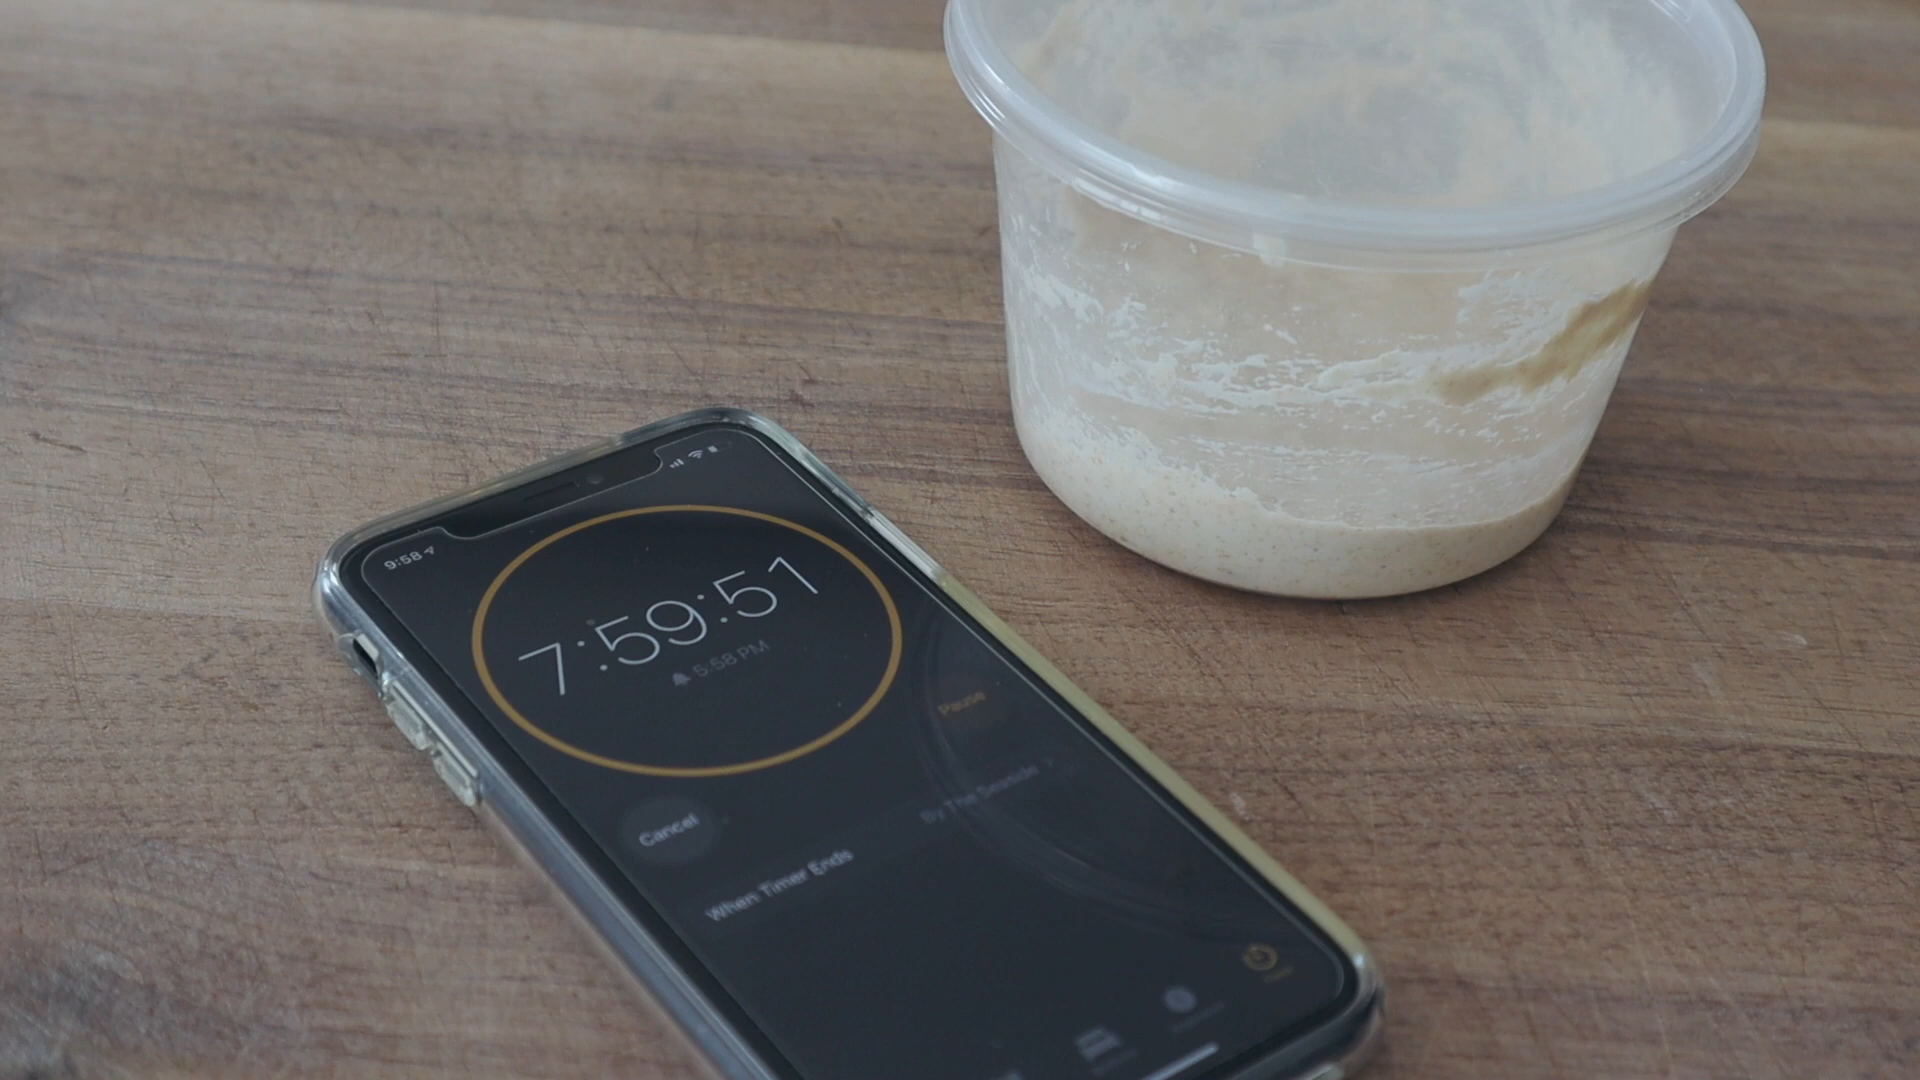 9:58
7:59:51
5:58 PM
Pause
Cancel
When Timer Ends
By The Seaside